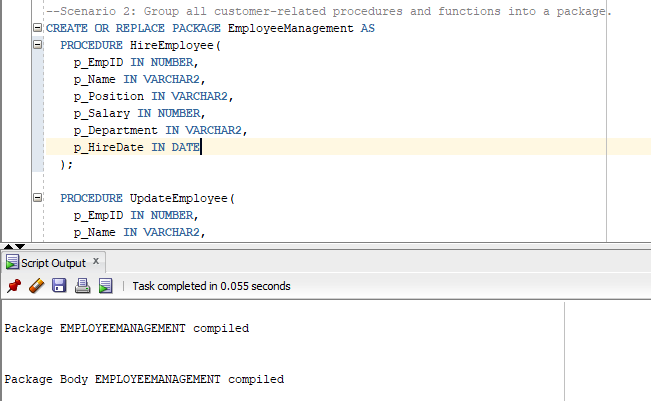 --Scenario 2: Group all customer-related procedures and functions into a package.
CREATE OR REPLACE PACKAGE EmployeeManagement AS
PROCEDURE HireEmployee(
p_EmpID IN NUMBER,
p_Name IN VARCHAR2,
p_Position IN VARCHAR2,
p_Salary IN NUMBER,
p_Department IN VARCHAR2,
p_HireDate IN DATE
);
PROCEDURE UpdateEmployee(
p_EmpID IN NUMBER,
p_Name IN VARCHAR2,
Script Output x
Task completed in 0.055 seconds
Package EMPLOYEEMANAGEMENT compiled
Package Body EMPLOYEEMANAGEMENT compiled